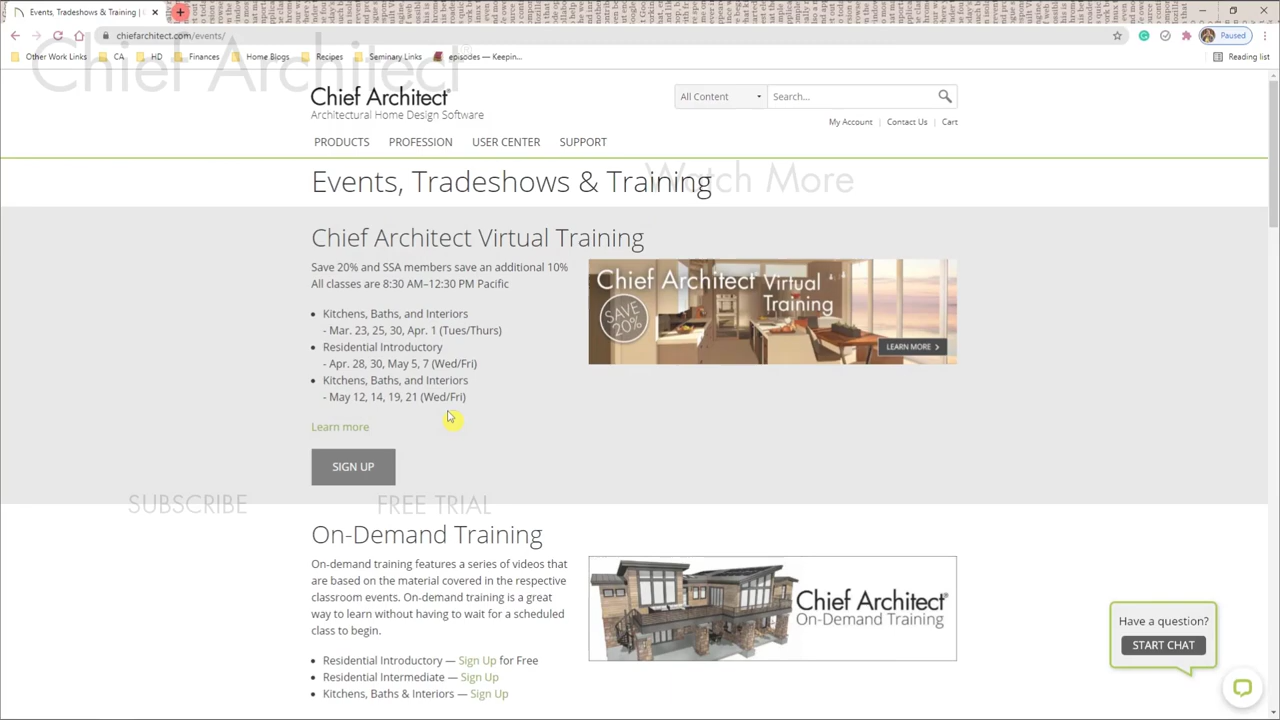 Events, Tradeshows & Training |
chiefarchitect.com/events/
Paused
Other Work Links
CA
HD
Finances
Home Blogs
Recipes
Seminary Links
episodes — Keepin...
Reading list
Chief Architect®
Chief Architect®
Architectural Home Design Software
All Content
Search...
My Account | Contact Us | Cart
PRODUCTS
PROFESSION
USER CENTER
SUPPORT
Events, Tradeshows & Training
Watch More
Chief Architect Virtual Training
Save 20% and SSA members save an additional 10%
All classes are 8:30 AM–12:30 PM Pacific
• Kitchens, Baths, and Interiors
- Mar. 23, 25, 30, Apr. 1 (Tues/Thurs)
• Residential Introductory
- Apr. 28, 30, May 5, 7 (Wed/Fri)
• Kitchens, Baths, and Interiors
- May 12, 14, 19, 21 (Wed/Fri)
Learn more
SIGN UP
Chief Architect Virtual
Training
SAVE
20%
LEARN MORE >
SUBSCRIBE
FREE TRIAL
On-Demand Training
On-demand training features a series of videos that
are based on the material covered in the respective
classroom events. On-demand training is a great
way to learn without having to wait for a scheduled
class to begin.
• Residential Introductory — Sign Up for Free
• Residential Intermediate — Sign Up
• Kitchens, Baths & Interiors — Sign Up
Chief Architect®
On-Demand Training
Have a question?
START CHAT